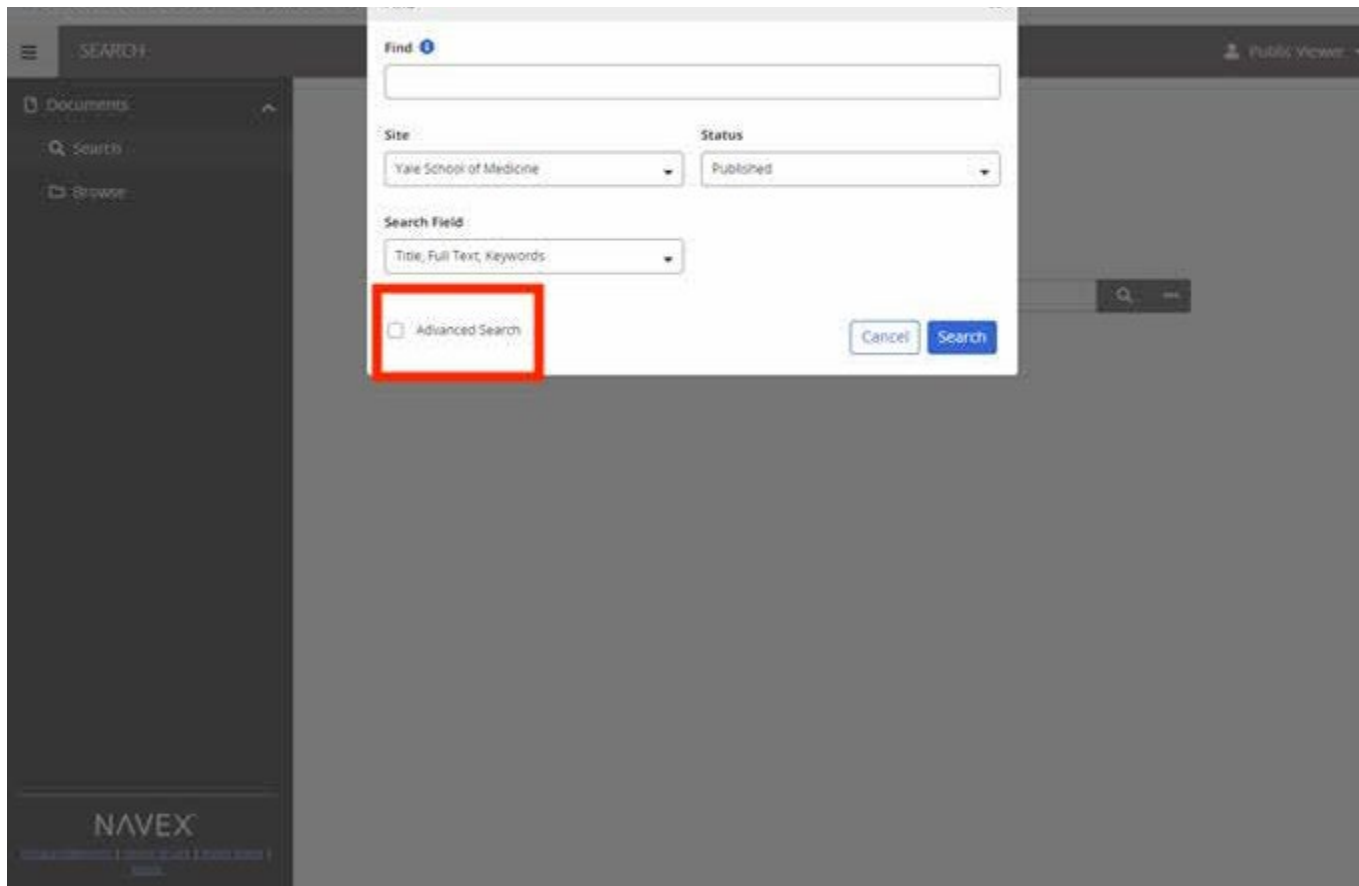 SEARCH
Find
Public Viewer
Documents
Search
Browse
Site
Status
Yale School of Medicine
Published
Search Field
Title, Full Text, Keywords
Advanced Search
Cancel
Search
NAVEX